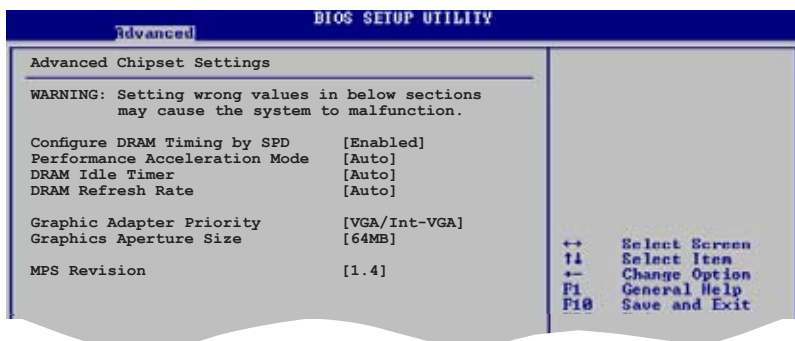 BIOS SETUP UTILITY
Advanced
Advanced Chipset Settings
WARNING: Setting wrong values in below sections
may cause the system to malfunction.
Configure DRAM Timing by SPD [Enabled]
Performance Acceleration Mode [Auto]
DRAM Idle Timer [Auto]
DRAM Refresh Rate [Auto]
Graphic Adapter Priority [VGA/Int-VGA]
Graphics Aperture Size [64MB]
MPS Revision [1.4]
←→ Select Screen
↑↓ Select Item
+- Change Option
F1 General Help
F10 Save and Exit